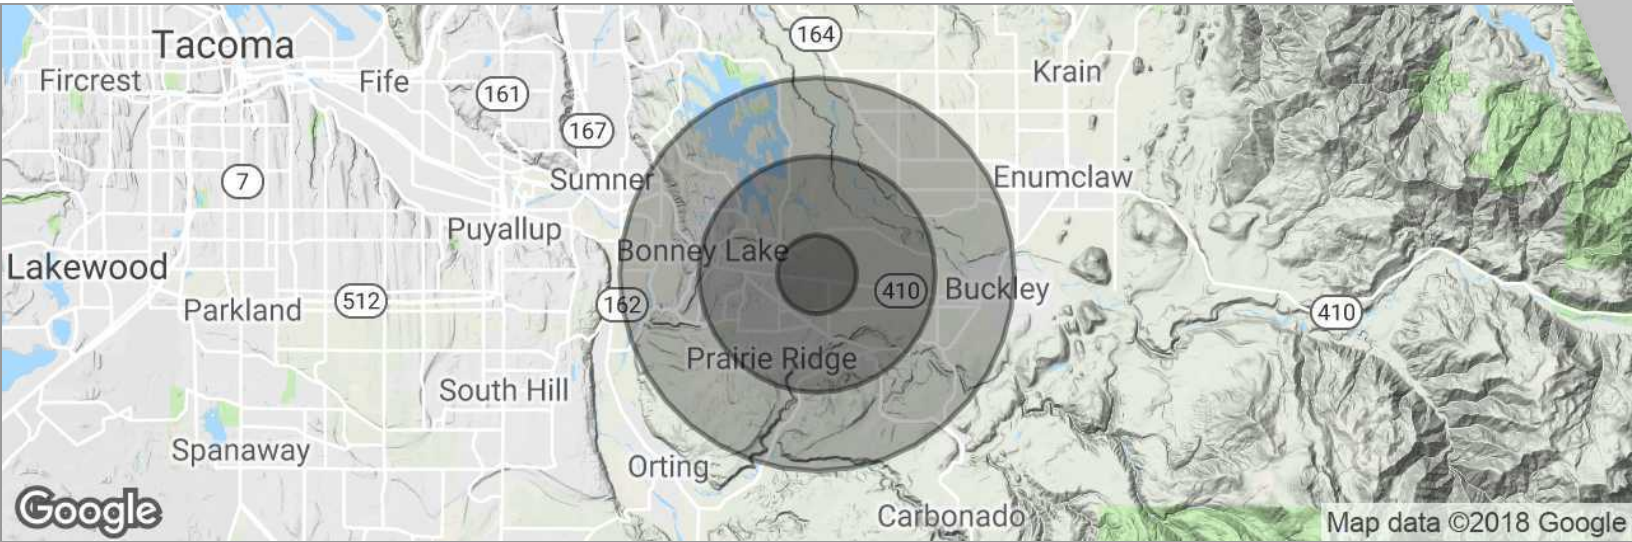 164
Tacoma
Krain
Fircrest
Fife
161
167
7
Sumner
Enumclaw
Puyallup
Bonney Lake
Lakewood
410
Buckley
512
162
Parkland
410
Prairie Ridge
South Hill
Spanaway
Orting
Google
Carbonado
Map data ©2018 Google